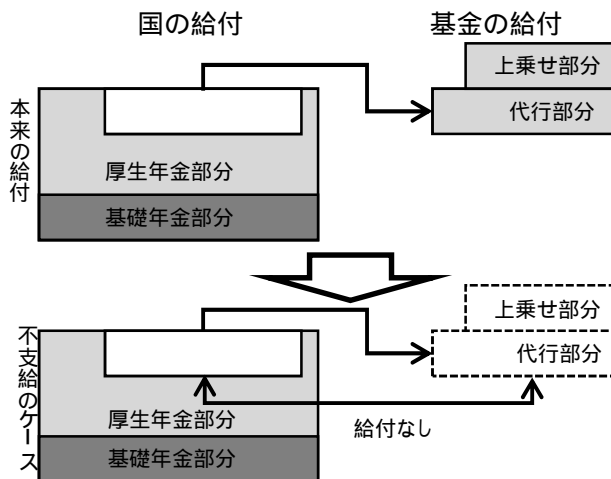 国の給付
基金の給付
本来の給付
上乗せ部分
代行部分
厚生年金部分
基礎年金部分
不支給のケース
上乗せ部分
代行部分
厚生年金部分
給付なし
基礎年金部分